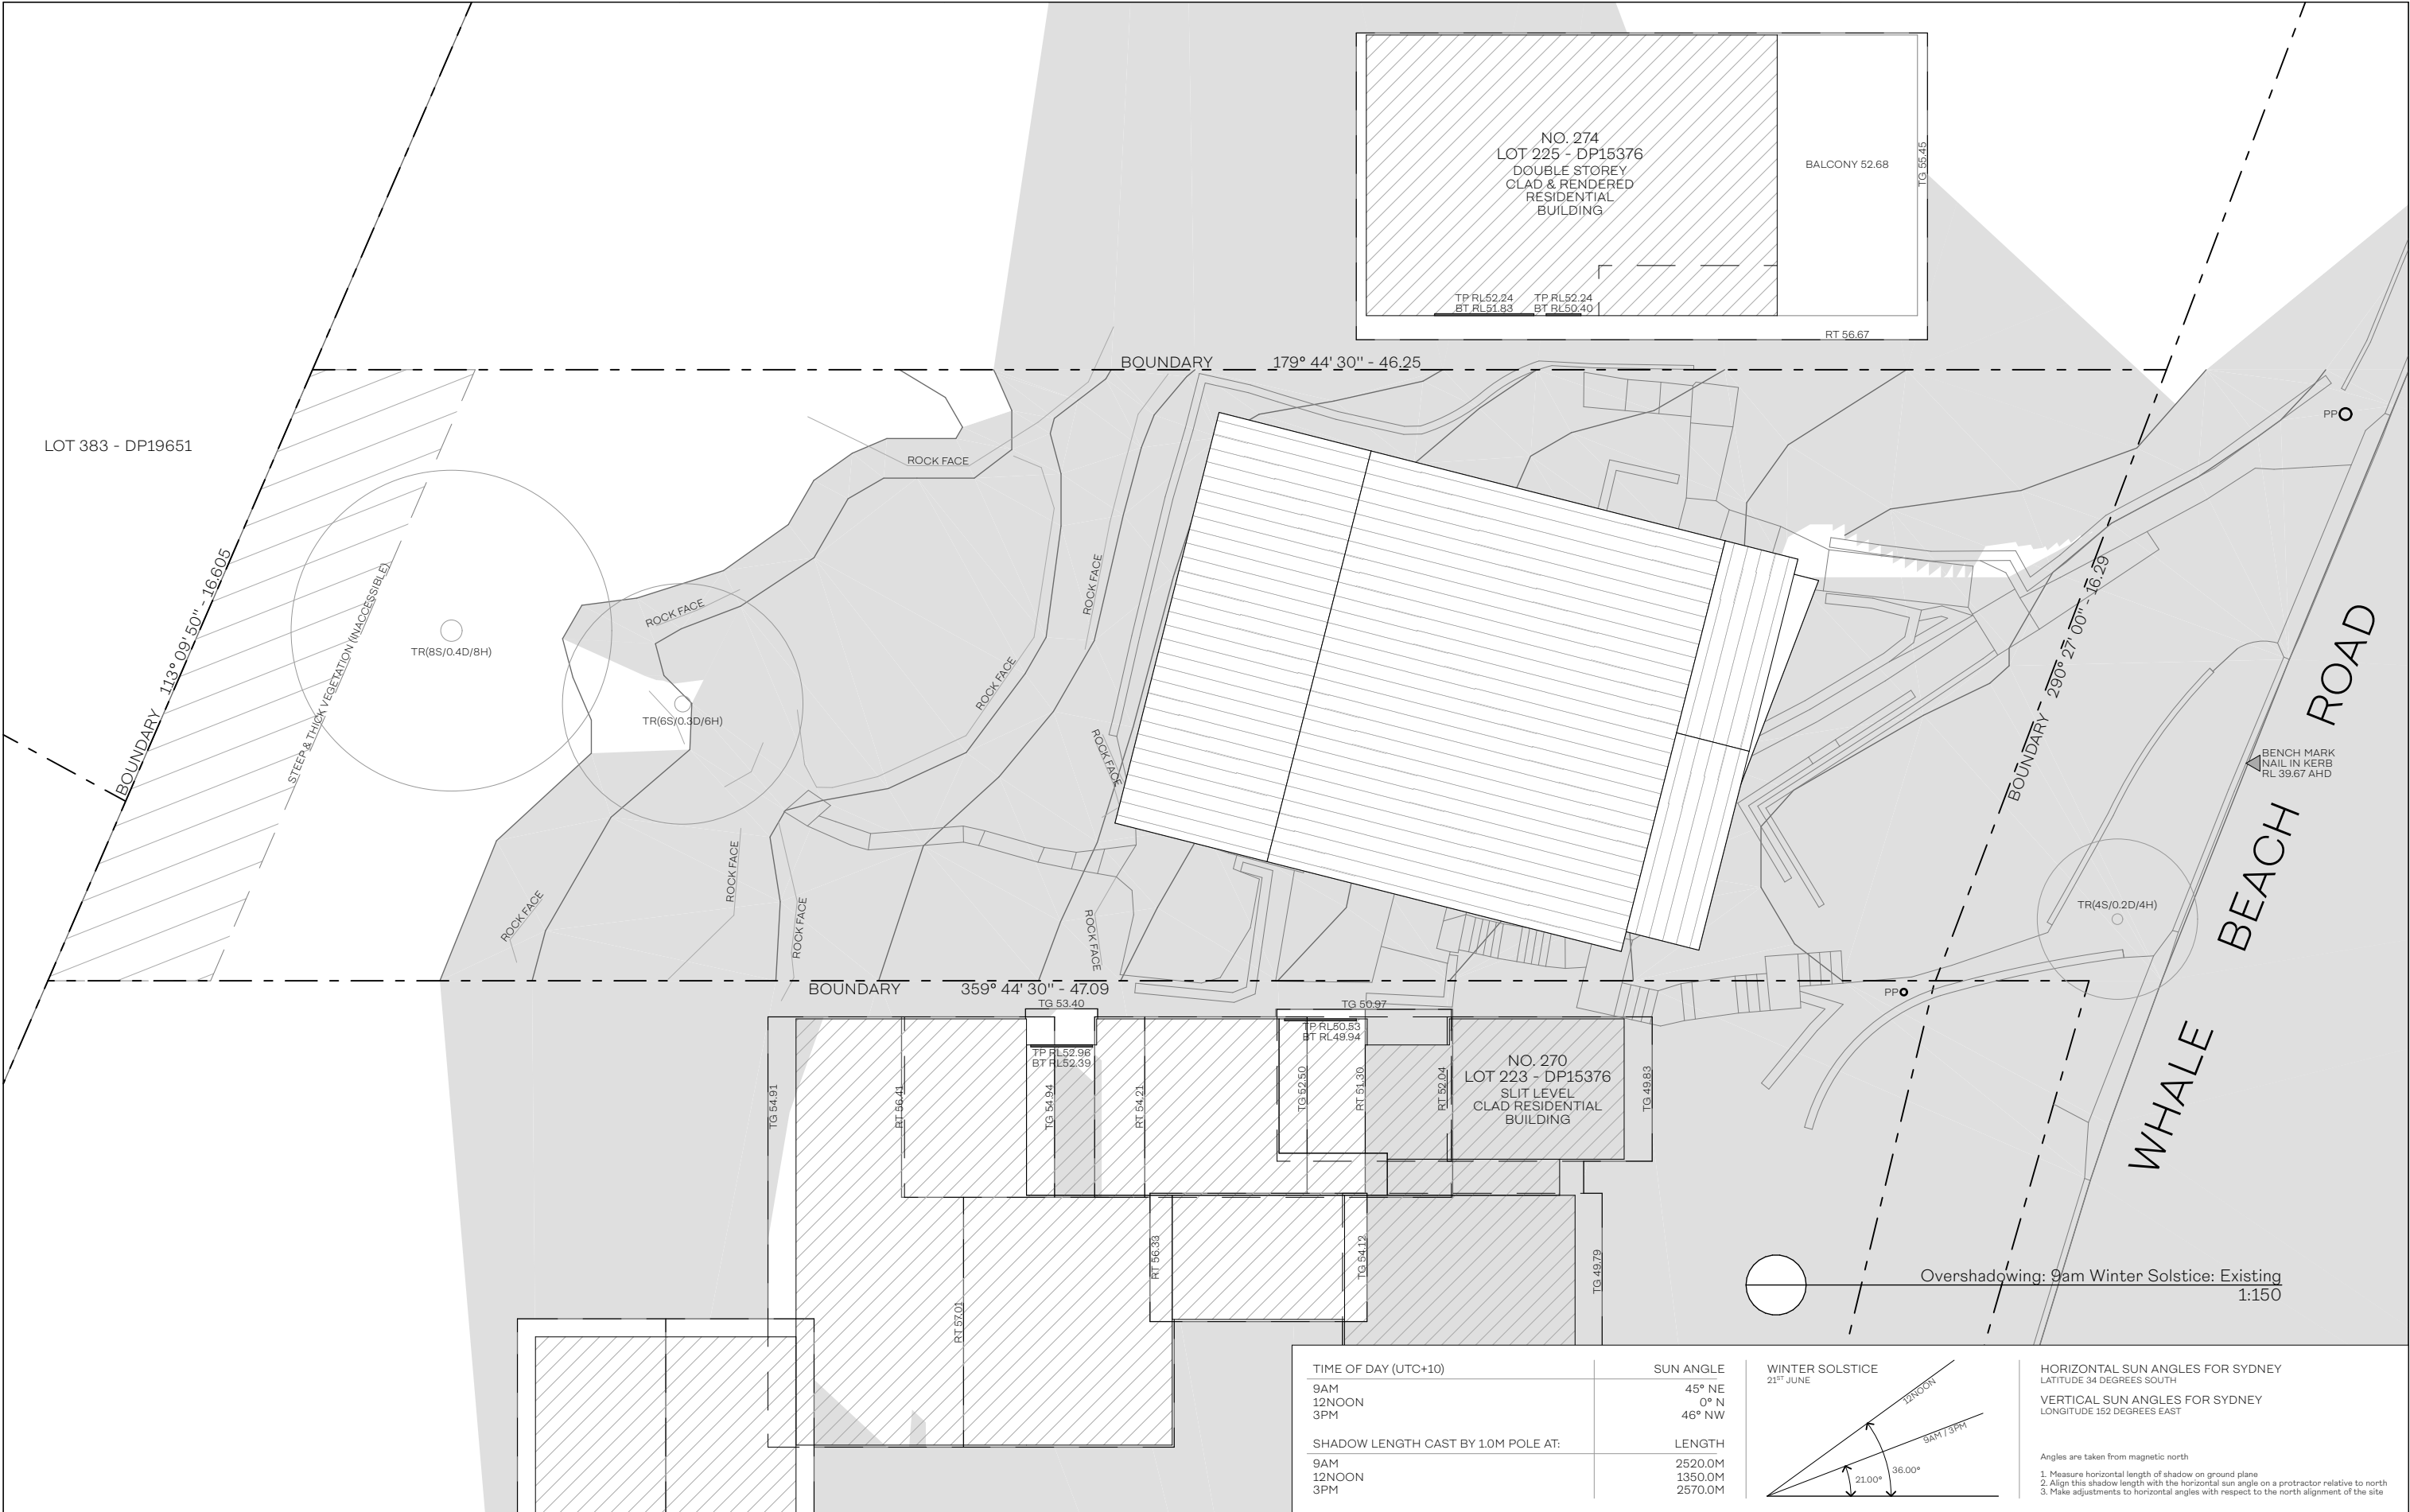 NO. 274
LOT 225 - DP15376
DOUBLE STOREY
CLAD & RENDERED
RESIDENTIAL
BUILDING
BALCONY 52.68
TG 55.45
TP RL52.24
BT RL51.83
TP RL52.24
BT RL50.40
RT 56.67
BOUNDARY 179° 44' 30" - 46.25
LOT 383 - DP19651
PP
ROCK FACE
ROCK FACE
ROCK FACE
ROCK FACE
ROCK FACE
ROCK FACE
ROCK FACE
ROCK FACE
ROCK FACE
BOUNDARY 113° 09' 50" - 16.605
STEEP & THICK VEGETATION (INACCESSIBLE)
TR(8S/0.4D/8H)
TR(6S/0.3D/6H)
BOUNDARY 290° 27' 00" - 16.29
WHALE BEACH ROAD
BENCH MARK
NAIL IN KERB
RL 39.67 AHD
TR(4S/0.2D/4H)
PP
BOUNDARY 359° 44' 30" - 47.09
TG 53.40
TG 50.97
TP RL52.96
BT RL52.39
TP RL50.53
BT RL49.94
NO. 270
LOT 223 - DP15376
SLIT LEVEL
CLAD RESIDENTIAL
BUILDING
TG 54.91
RT 56.41
TG 54.94
RT 54.21
TG 52.50
RT 51.30
RT 52.04
TG 49.83
RT 56.33
TG 54.12
TG 49.79
RT 57.01
Overshadowing: 9am Winter Solstice: Existing
1:150
TIME OF DAY (UTC+10) SUN ANGLE
9AM 45° NE
12NOON 0° N
3PM 46° NW
SHADOW LENGTH CAST BY 1.0M POLE AT: LENGTH
9AM 2520.0M
12NOON 1350.0M
3PM 2570.0M
WINTER SOLSTICE
21ST JUNE
12NOON
9AM / 3PM
21.00°
36.00°
HORIZONTAL SUN ANGLES FOR SYDNEY
LATITUDE 34 DEGREES SOUTH
VERTICAL SUN ANGLES FOR SYDNEY
LONGITUDE 152 DEGREES EAST
Angles are taken from magnetic north
1. Measure horizontal length of shadow on ground plane
2. Align this shadow length with the horizontal sun angle on a protractor relative to north
3. Make adjustments to horizontal angles with respect to the north alignment of the site